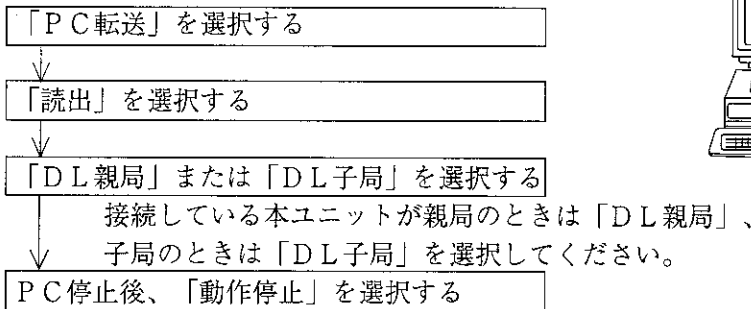 「ＰＣ転送」を選択する
「読出」を選択する
「ＤＬ親局」または「ＤＬ子局」を選択する
接続している本ユニットが親局のときは「ＤＬ親局」、
子局のときは「ＤＬ子局」を選択してください。
ＰＣ停止後、「動作停止」を選択する